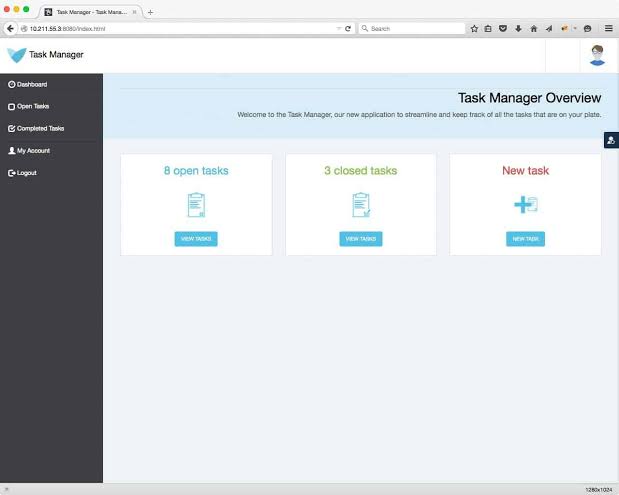 Task Manager - Task Mana...
10.211.55.3:8080/index.html
Search
Task Manager
Dashboard
Open Tasks
Completed Tasks
My Account
Logout
Task Manager Overview
Welcome to the Task Manager, our new application to streamline and keep track of all the tasks that are on your plate.
8 open tasks
3 closed tasks
New task
VIEW TASKS
VIEW TASKS
NEW TASK
1280x1024